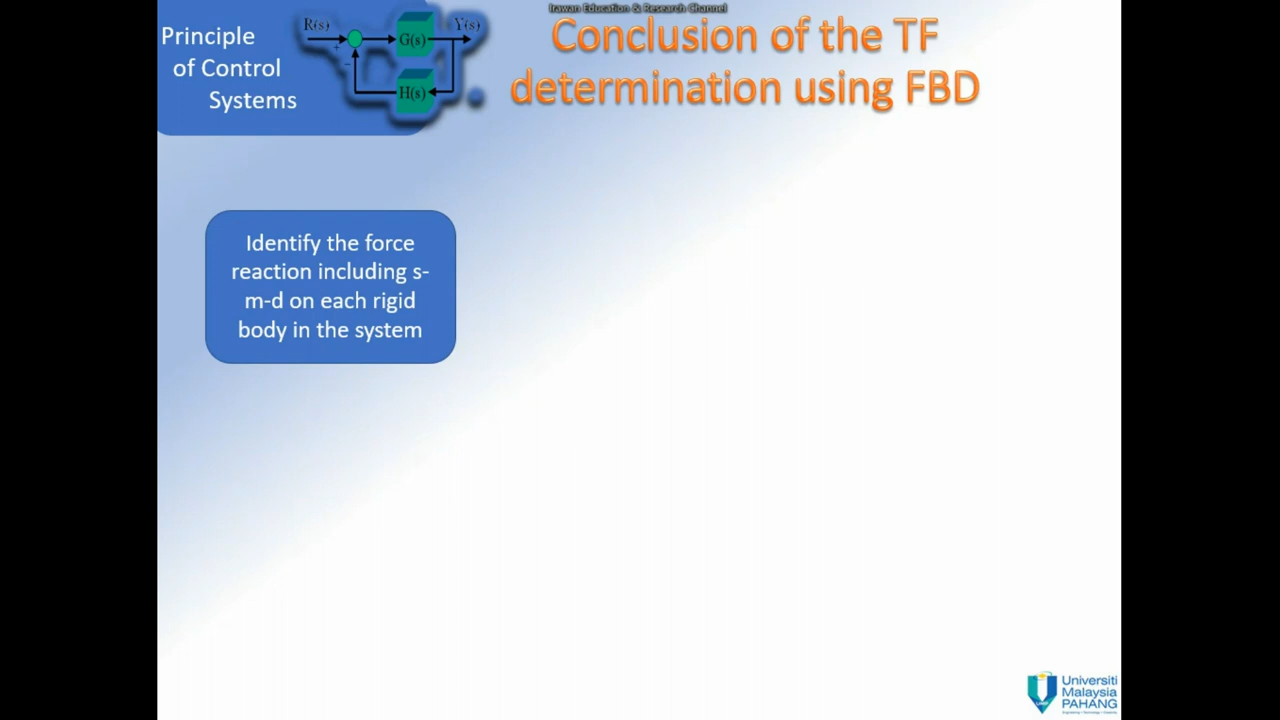 Irawan Education & Research Channel
Principle
of Control
Systems
R(s)
+
G(s)
Y(s)
−
H(s)
Conclusion of the TF
determination using FBD
Identify the force
reaction including s-
m-d on each rigid
body in the system
Universiti
Malaysia
PAHANG